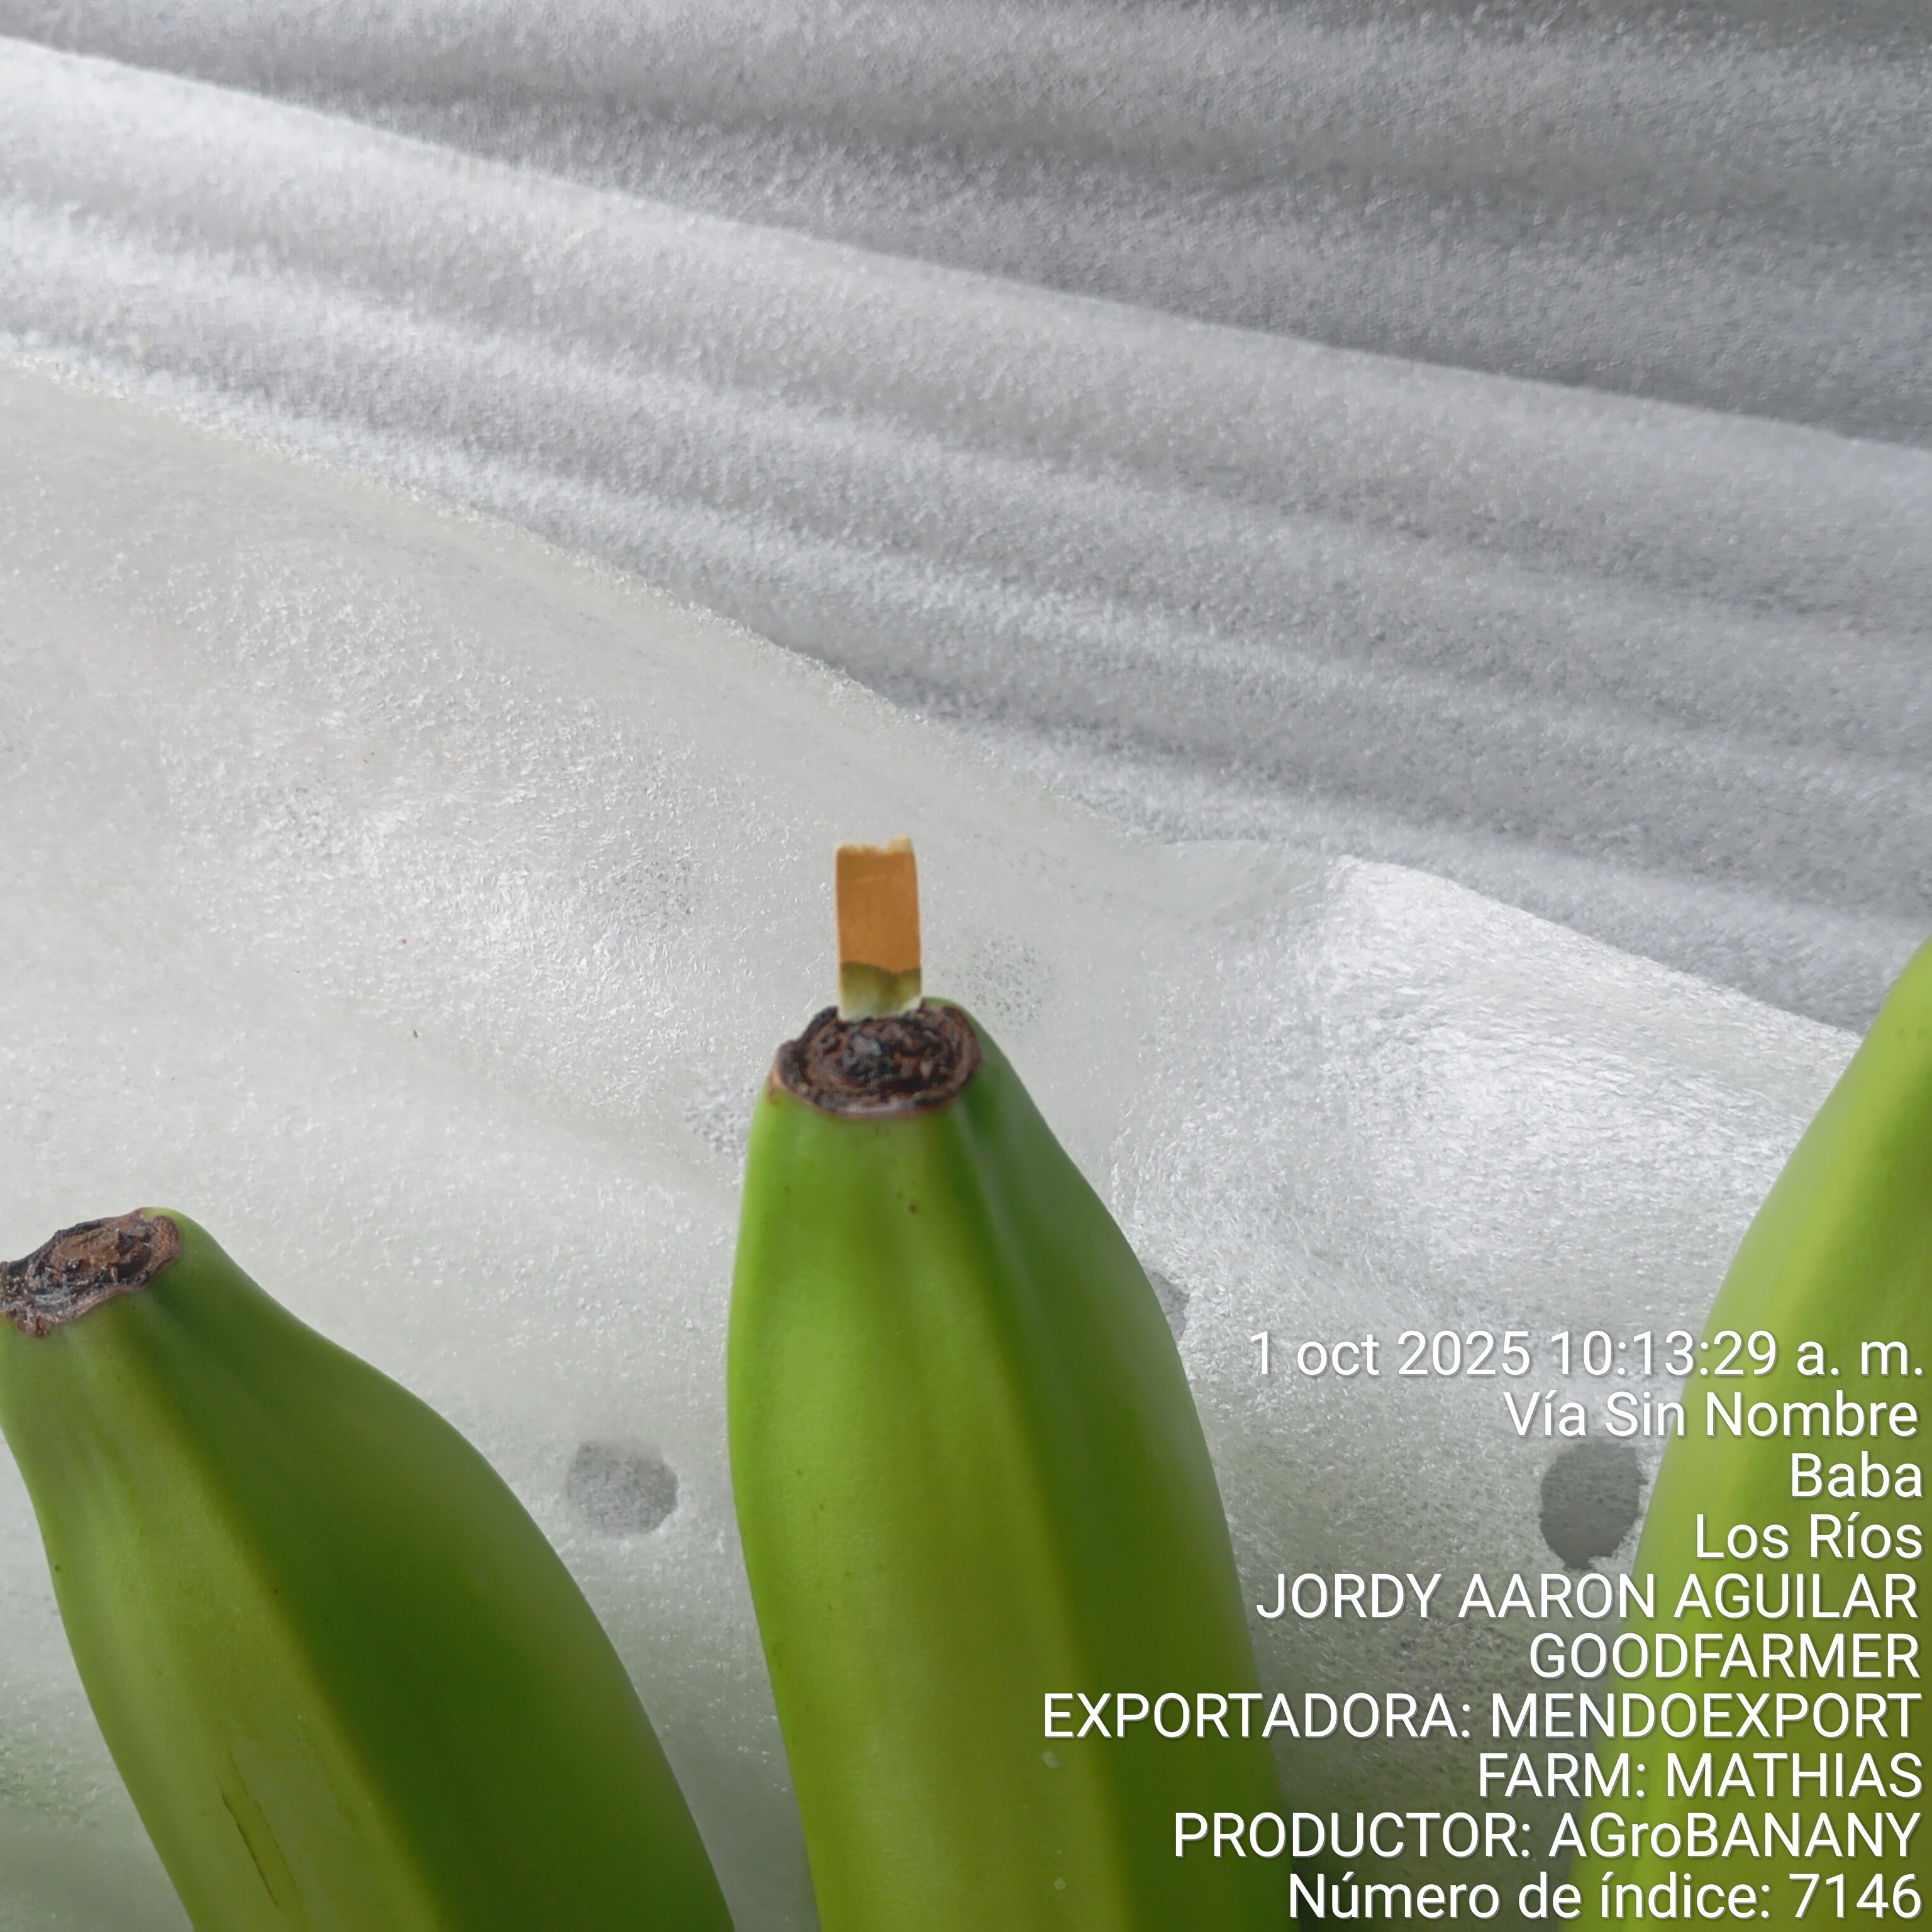 1 oct 2025 10:13:29 a. m.
Vía Sin Nombre
Baba
Los Ríos
JORDY AARON AGUILAR
GOODFARMER
EXPORTADORA: MENDOEXPORT
FARM: MATHIAS
PRODUCTOR: AGroBANANY
Número de índice: 7146